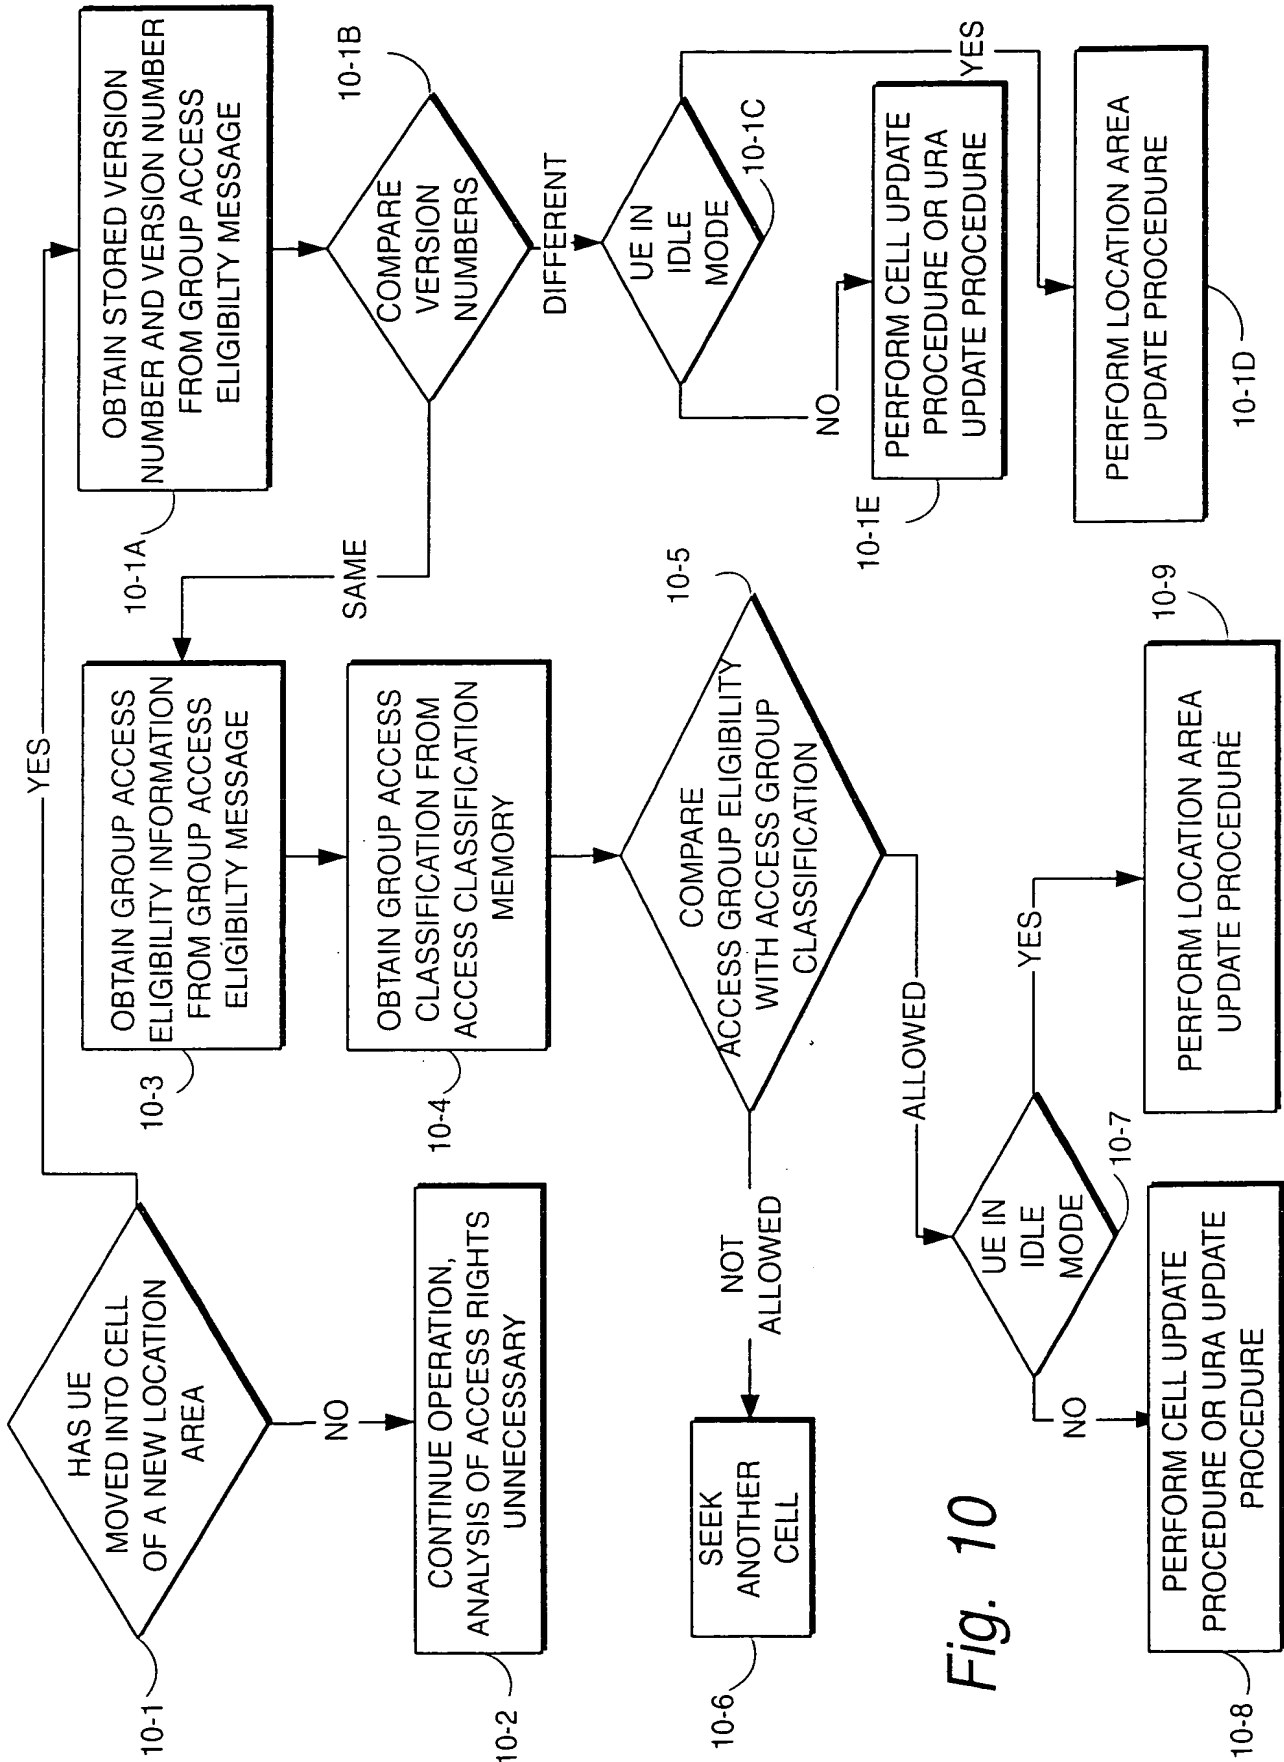 HAS UE
MOVED INTO CELL
OF A NEW LOCATION
AREA
10-1
YES
NO
CONTINUE OPERATION,
ANALYSIS OF ACCESS RIGHTS
UNNECESSARY
10-2
OBTAIN STORED VERSION
NUMBER AND VERSION NUMBER
FROM GROUP ACCESS
ELIGIBILTY MESSAGE
10-1A
COMPARE
VERSION
NUMBERS
10-1B
SAME
DIFFERENT
UE IN
IDLE
MODE
10-1C
YES
NO
PERFORM CELL UPDATE
PROCEDURE OR URA
UPDATE PROCEDURE
10-1E
PERFORM LOCATION AREA
UPDATE PROCEDURE
10-1D
OBTAIN GROUP ACCESS
ELIGIBILITY INFORMATION
FROM GROUP ACCESS
ELIGIBILTY MESSAGE
10-3
OBTAIN GROUP ACCESS
CLASSIFICATION FROM
ACCESS CLASSIFICATION
MEMORY
10-4
COMPARE
ACCESS GROUP ELIGIBILITY
WITH ACCESS GROUP
CLASSIFICATION
10-5
NOT
ALLOWED
SEEK
ANOTHER
CELL
10-6
ALLOWED
UE IN
IDLE
MODE
10-7
YES
NO
PERFORM CELL UPDATE
PROCEDURE OR URA UPDATE
PROCEDURE
10-8
PERFORM LOCATION AREA
UPDATE PROCEDURE
10-9
Fig. 10